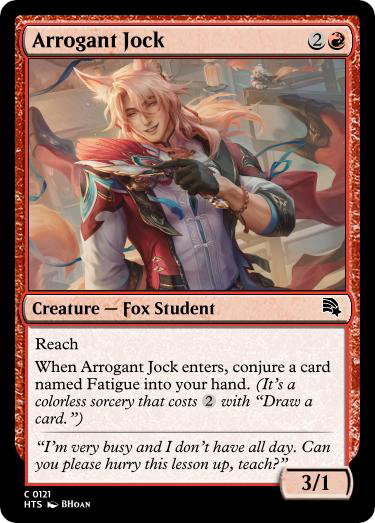 Arrogant Jock 2
Creature — Fox Student
Reach
When Arrogant Jock enters, conjure a card
named Fatigue into your hand. (It's a
colorless sorcery that costs 2 with “Draw a
card.”)
“I'm very busy and I don't have all day. Can
you please hurry this lesson up, teach?”
3/1
C 0121
HTS BHOAN